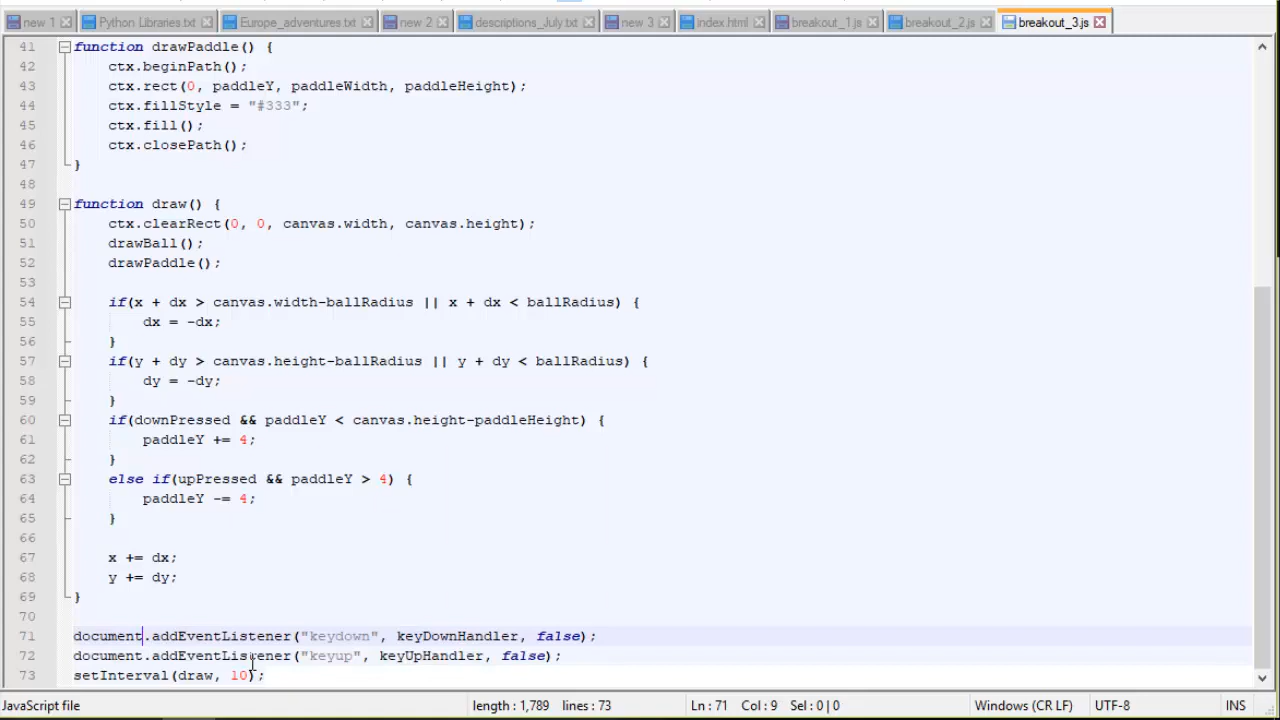 new 1 Python Libraries.txt Europe_adventures.txt new 2 descriptions_July.txt new 3 index.html breakout_1.js breakout_2.js breakout_3.js
41 function drawPaddle() {
42 ctx.beginPath();
43 ctx.rect(0, paddleY, paddleWidth, paddleHeight);
44 ctx.fillStyle = "#333";
45 ctx.fill();
46 ctx.closePath();
47 }
48
49 function draw() {
50 ctx.clearRect(0, 0, canvas.width, canvas.height);
51 drawBall();
52 drawPaddle();
53
54 if(x + dx > canvas.width-ballRadius || x + dx < ballRadius) {
55 dx = -dx;
56 }
57 if(y + dy > canvas.height-ballRadius || y + dy < ballRadius) {
58 dy = -dy;
59 }
60 if(downPressed && paddleY < canvas.height-paddleHeight) {
61 paddleY += 4;
62 }
63 else if(upPressed && paddleY > 4) {
64 paddleY -= 4;
65 }
66
67 x += dx;
68 y += dy;
69 }
70
71 document.addEventListener("keydown", keyDownHandler, false);
72 document.addEventListener("keyup", keyUpHandler, false);
73 setInterval(draw, 10);
JavaScript file length : 1,789 lines : 73 Ln : 71 Col : 9 Sel : 0 | 0 Windows (CR LF) UTF-8 INS